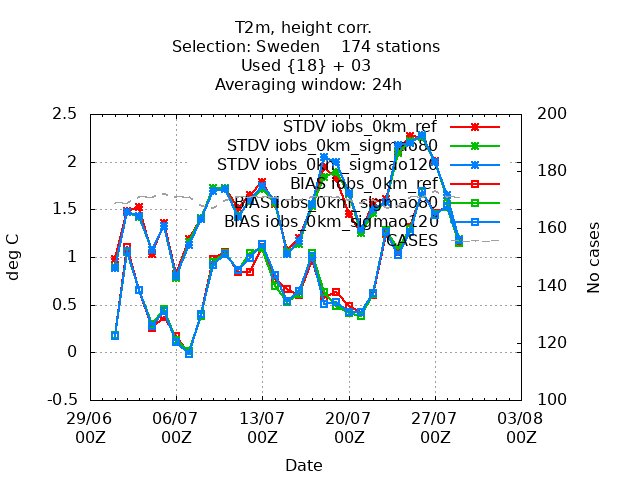 T2m, height corr.
Selection: Sweden    174 stations
Used {18} + 03
Averaging window: 24h
2.5
2
1.5
1
0.5
0
-0.5
deg C
200
180
160
140
120
100
No cases
STDV iobs_0km_ref
STDV iobs_0km_sigmao80
STDV iobs_0km_sigmao120
BIAS iobs_0km_ref
BIAS iobs_0km_sigmao80
BIAS iobs_0km_sigmao120
CASES
29/06 06/07 13/07 20/07 27/07 03/08
00Z 00Z 00Z 00Z 00Z 00Z
Date